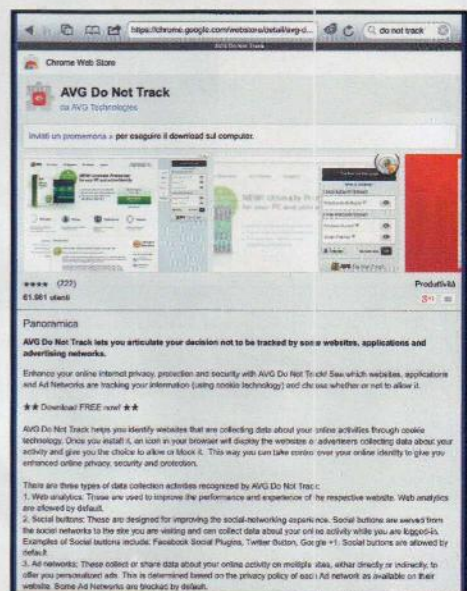 https://chrome.google.com/webstore/detail/avg-d...
do not track
AVG Do Not Track
Chrome Web Store
AVG Do Not Track
da AVG Technologies
Inviati un promemoria » per eseguire il download sul computer.
(222)
61.981 utenti
Produttività
Panoramica
AVG Do Not Track lets you articulate your decision not to be tracked by some websites, applications and
advertising networks.
Enhance your online internet privacy, protection and security with AVG Do Not Track! See which websites, applications
and Ad Networks are tracking your information (using cookie technology) and choose whether or not to allow it.
★★ Download FREE now! ★★
AVG Do Not Track helps you identify websites that are collecting data about your online activities through cookie
technology. Once you install it, an icon in your browser will display the websites or advertisers collecting data about your
activity and give you the choice to allow or block it. This way you can take control over your online identity to give you
enhanced online privacy, security and protection.
There are three types of data collection activities recognized by AVG Do Not Track:
1. Web analytics: These are used to improve the performance and experience of the respective website. Web analytics
are allowed by default.
2. Social buttons: These are designed for improving the social-networking experience. Social buttons are served from
the social networks to the site you are visiting and can collect data about your online activity while you are logged-in.
Examples of Social buttons include: Facebook Social Plugins, Twitter Button, Google +1. Social buttons are allowed by
default.
3. Ad networks: These collect or share data about your online activity on multiple sites, either directly or indirectly, to
offer you personalized ads. This is determined based on the privacy policy of each Ad network as available on their
website. Some Ad Networks are blocked by default.